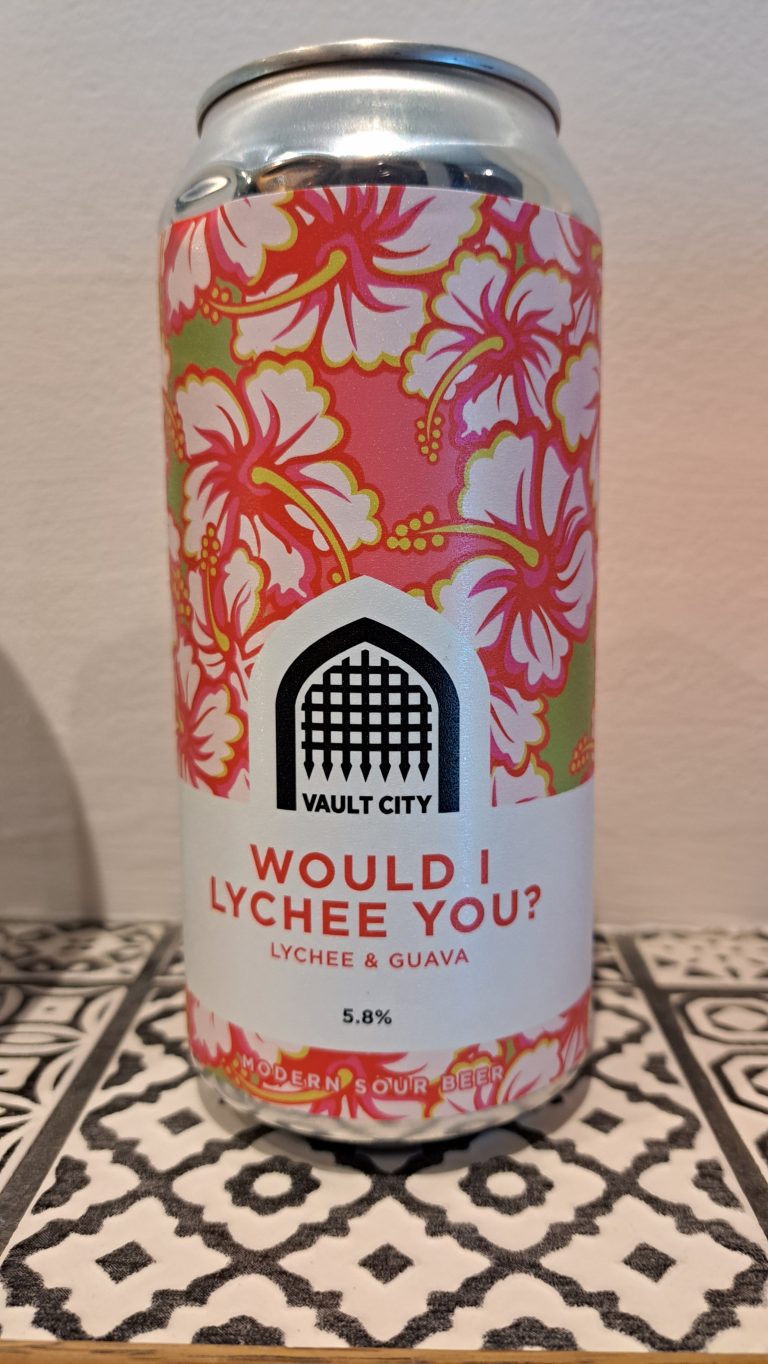 VAULT CITY
WOULD I
LYCHEE YOU?
LYCHEE & GUAVA
5.8%
MODERN SOUR BEER